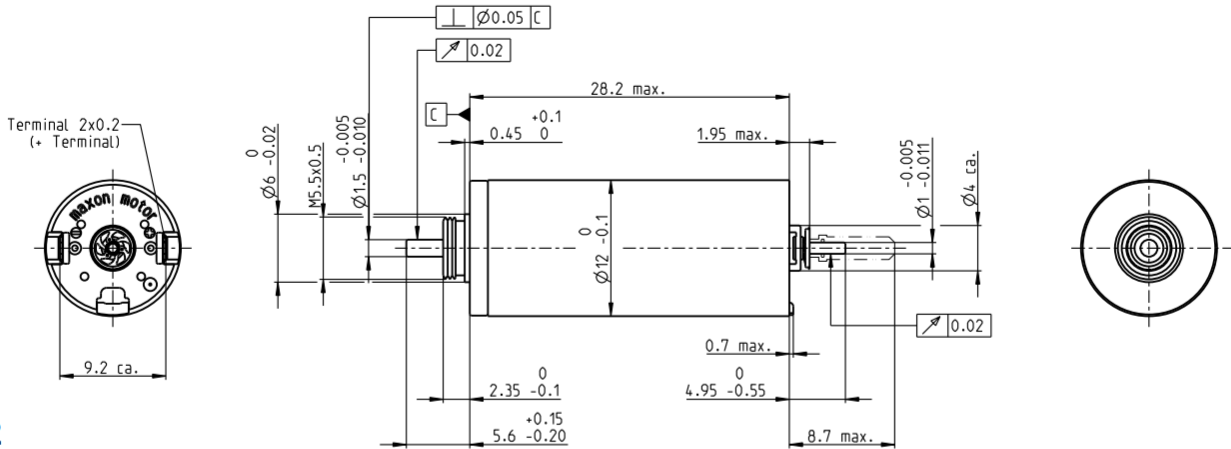 ⊥ Ø0.05 C
↗ 0.02
28.2 max.
C
+0.1
0.45 0
1.95 max.
Terminal 2x0.2
(+ Terminal)
0
Ø6 -0.02
M5.5x0.5
-0.005
Ø1.5 -0.010
-0.005
Ø1 -0.011
Ø4 ca.
maxon motor
0
Ø12 -0.1
↗ 0.02
0.7 max.
9.2 ca.
0
2.35 -0.1
0
4.95 -0.55
+0.15
5.6 -0.20
8.7 max.